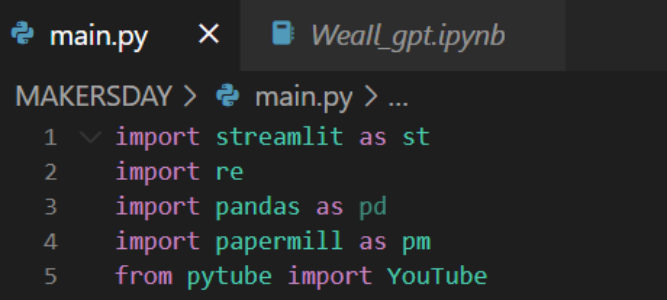 main.py × Weall_gpt.ipynb
MAKERSDAY > main.py > ...
1 import streamlit as st
2 import re
3 import pandas as pd
4 import papermill as pm
5 from pytube import YouTube